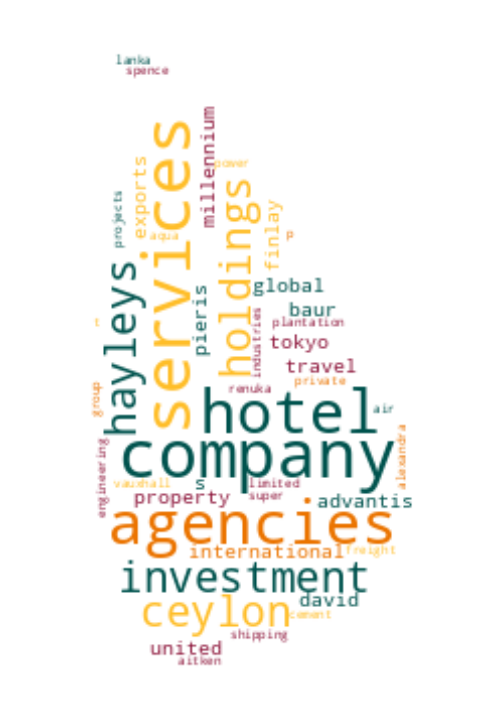 lanka
spence
services
millennium
power
exports
holdings
projects
finlay
aqua
p
hayleys
pieris
global
baur
plantation
industries
t
tokyo
travel
private
renuka
group
hotel
air
alexandra
company
engineering
vauxhall
s
limited
super
property
advantis
agencies
international
freight
investment
david
ceylon
cement
shipping
united
aitken